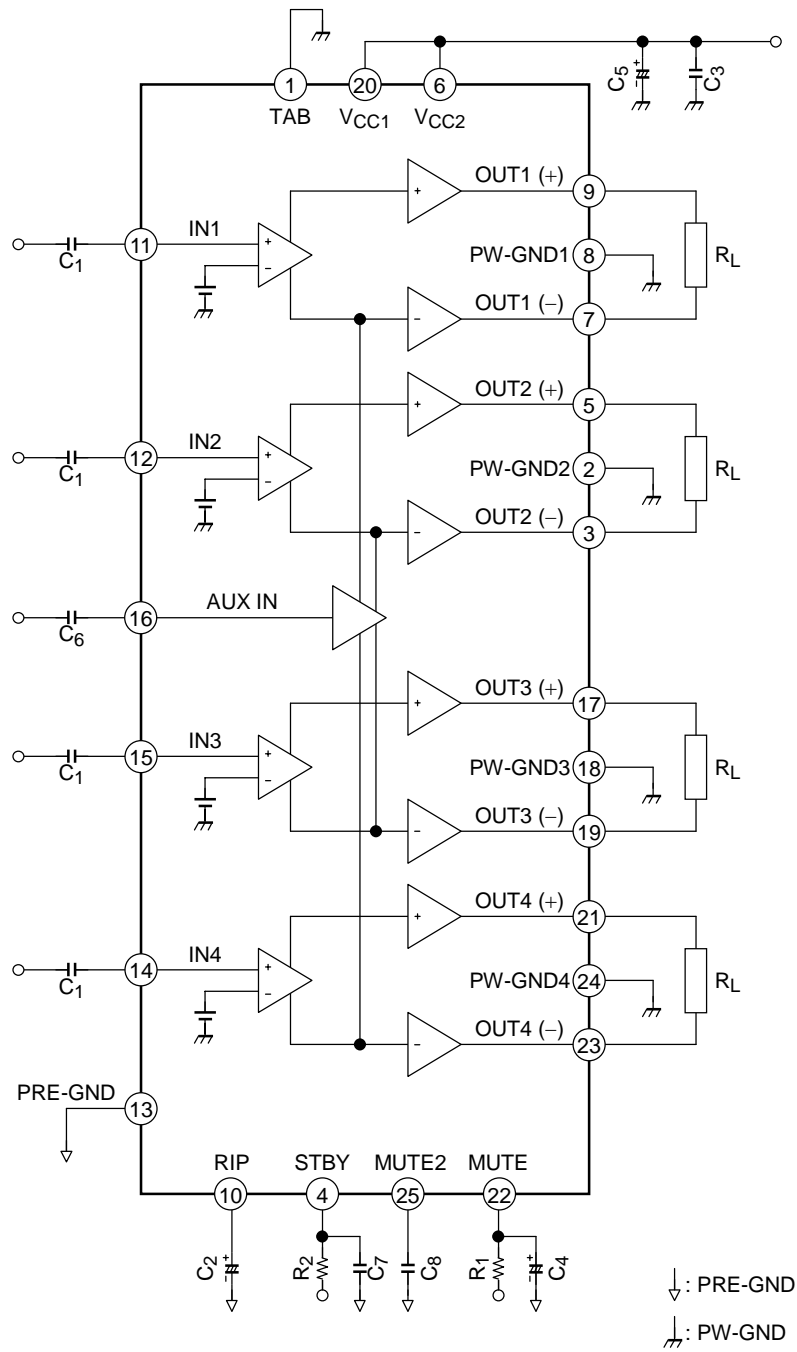 1 20 6
TAB VCC1 VCC2
C5 + -
C3
OUT1 (+) 9
IN1 11 C1 + - +
PW-GND1 8 RL
OUT1 (−) 7 -
OUT2 (+) 5 +
IN2 12 C1 + -
PW-GND2 2 RL
OUT2 (−) 3 -
AUX IN 16 C6
OUT3 (+) 17 +
IN3 15 C1 + -
PW-GND3 18 RL
OUT3 (−) 19 -
OUT4 (+) 21 +
IN4 14 C1 + -
PW-GND4 24 RL
OUT4 (−) 23 -
PRE-GND 13
RIP STBY MUTE2 MUTE
10 4 25 22
C2 + - R2 C7 C8 R1 C4 + -
: PRE-GND
: PW-GND